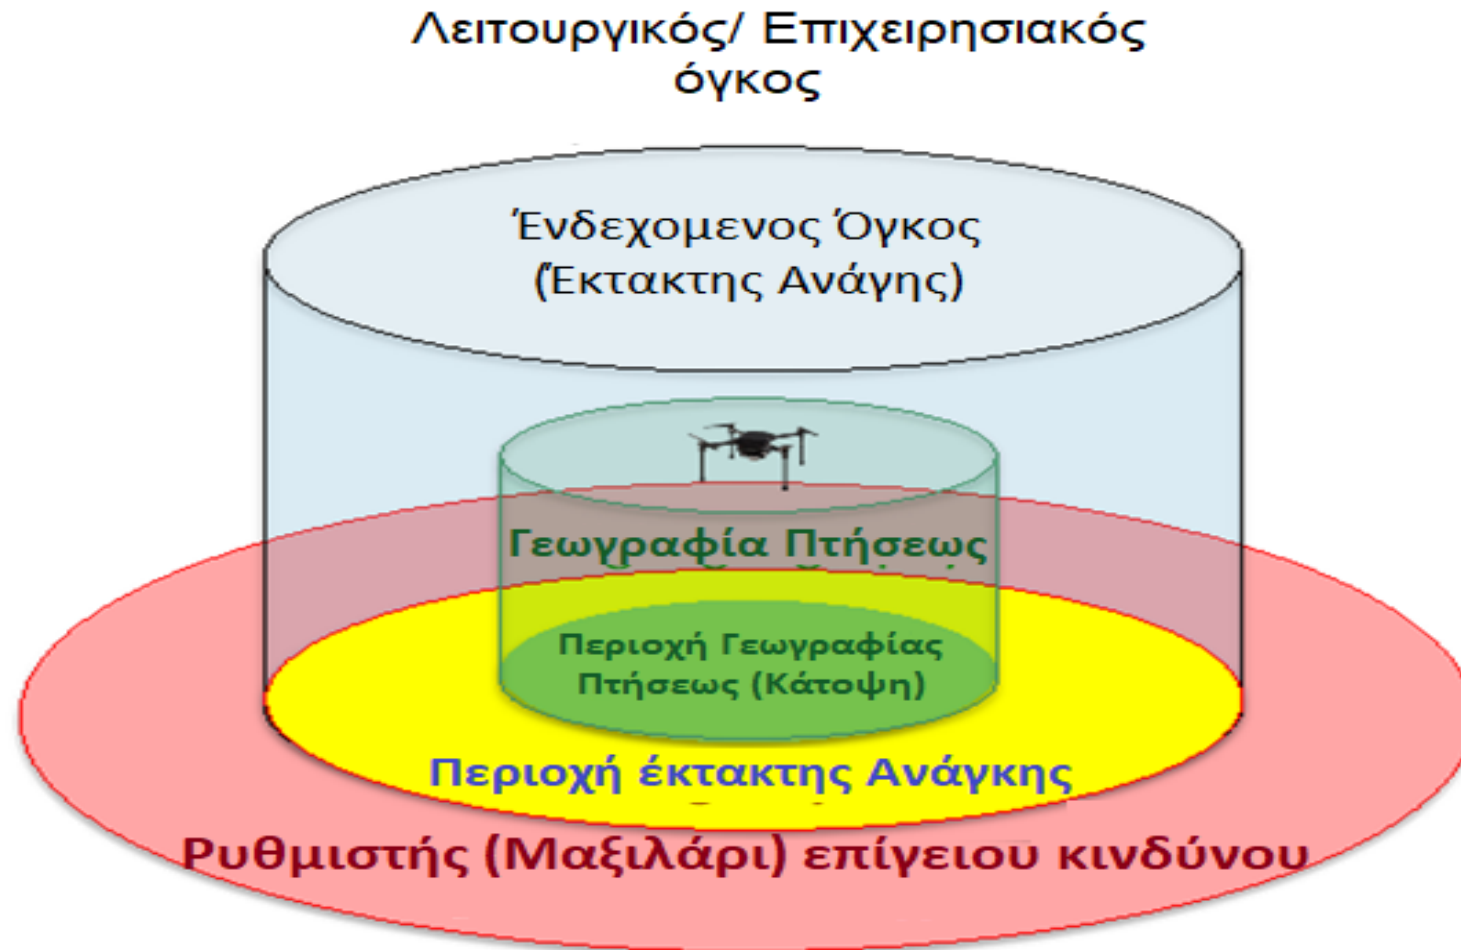 Λειτουργικός/ Επιχειρησιακός
όγκος
Ένδεχομενος Όγκος
(Έκτακτης Ανάγης)
Γεωγραφία Πτήσεως
Περιοχή Γεωγραφίας
Πτήσεως (Κάτοψη)
Περιοχή έκτακτης Ανάγκης
Ρυθμιστής (Μαξιλάρι) επίγειου κινδύνου